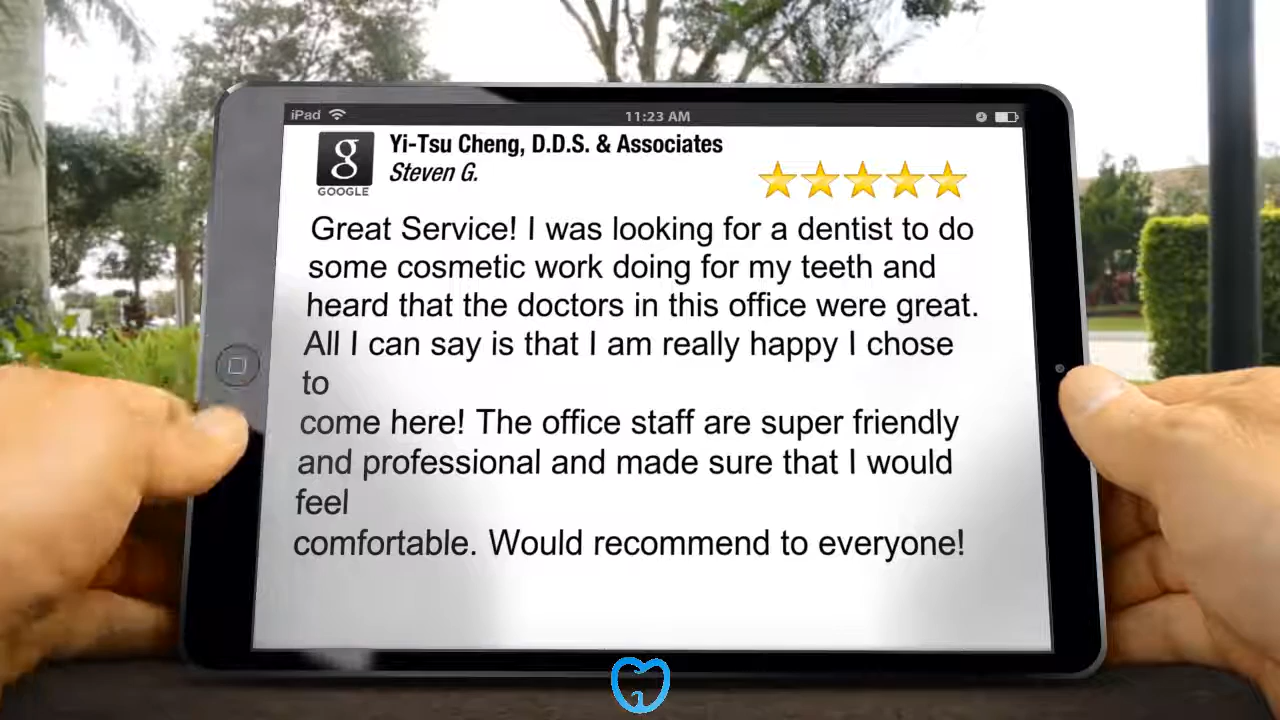 iPad
11:23 AM
g
GOOGLE
Yi-Tsu Cheng, D.D.S. & Associates
Steven G.
Great Service! I was looking for a dentist to do
some cosmetic work doing for my teeth and
heard that the doctors in this office were great.
All I can say is that I am really happy I chose
to
come here! The office staff are super friendly
and professional and made sure that I would
feel
comfortable. Would recommend to everyone!